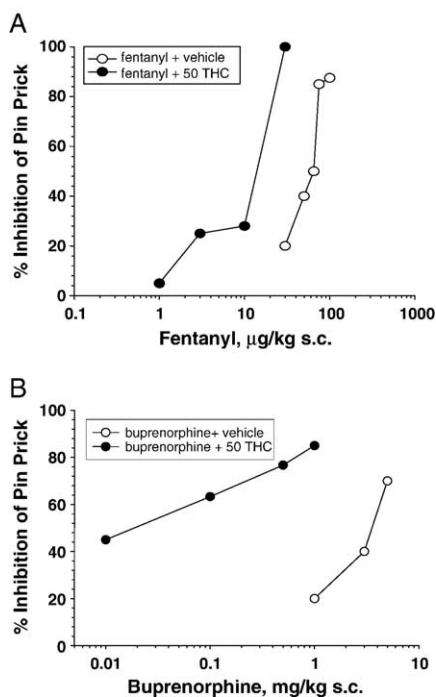 A
fentanyl + vehicle
fentanyl + 50 THC
% Inhibition of Pin Prick
100
80
60
40
20
0
0.1 1 10 100 1000
Fentanyl, µg/kg s.c.
B
buprenorphine+ vehicle
buprenorphine + 50 THC
% Inhibition of Pin Prick
100
80
60
40
20
0
0.01 0.1 1 10
Buprenorphine, mg/kg s.c.